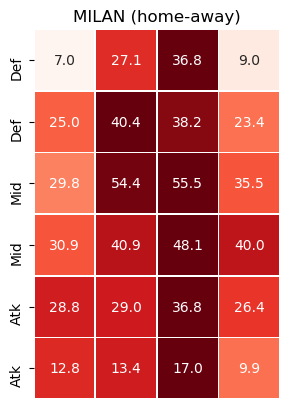 MILAN (home-away)
Def 7.0 27.1 36.8 9.0
Def 25.0 40.4 38.2 23.4
Mid 29.8 54.4 55.5 35.5
Mid 30.9 40.9 48.1 40.0
Atk 28.8 29.0 36.8 26.4
Atk 12.8 13.4 17.0 9.9